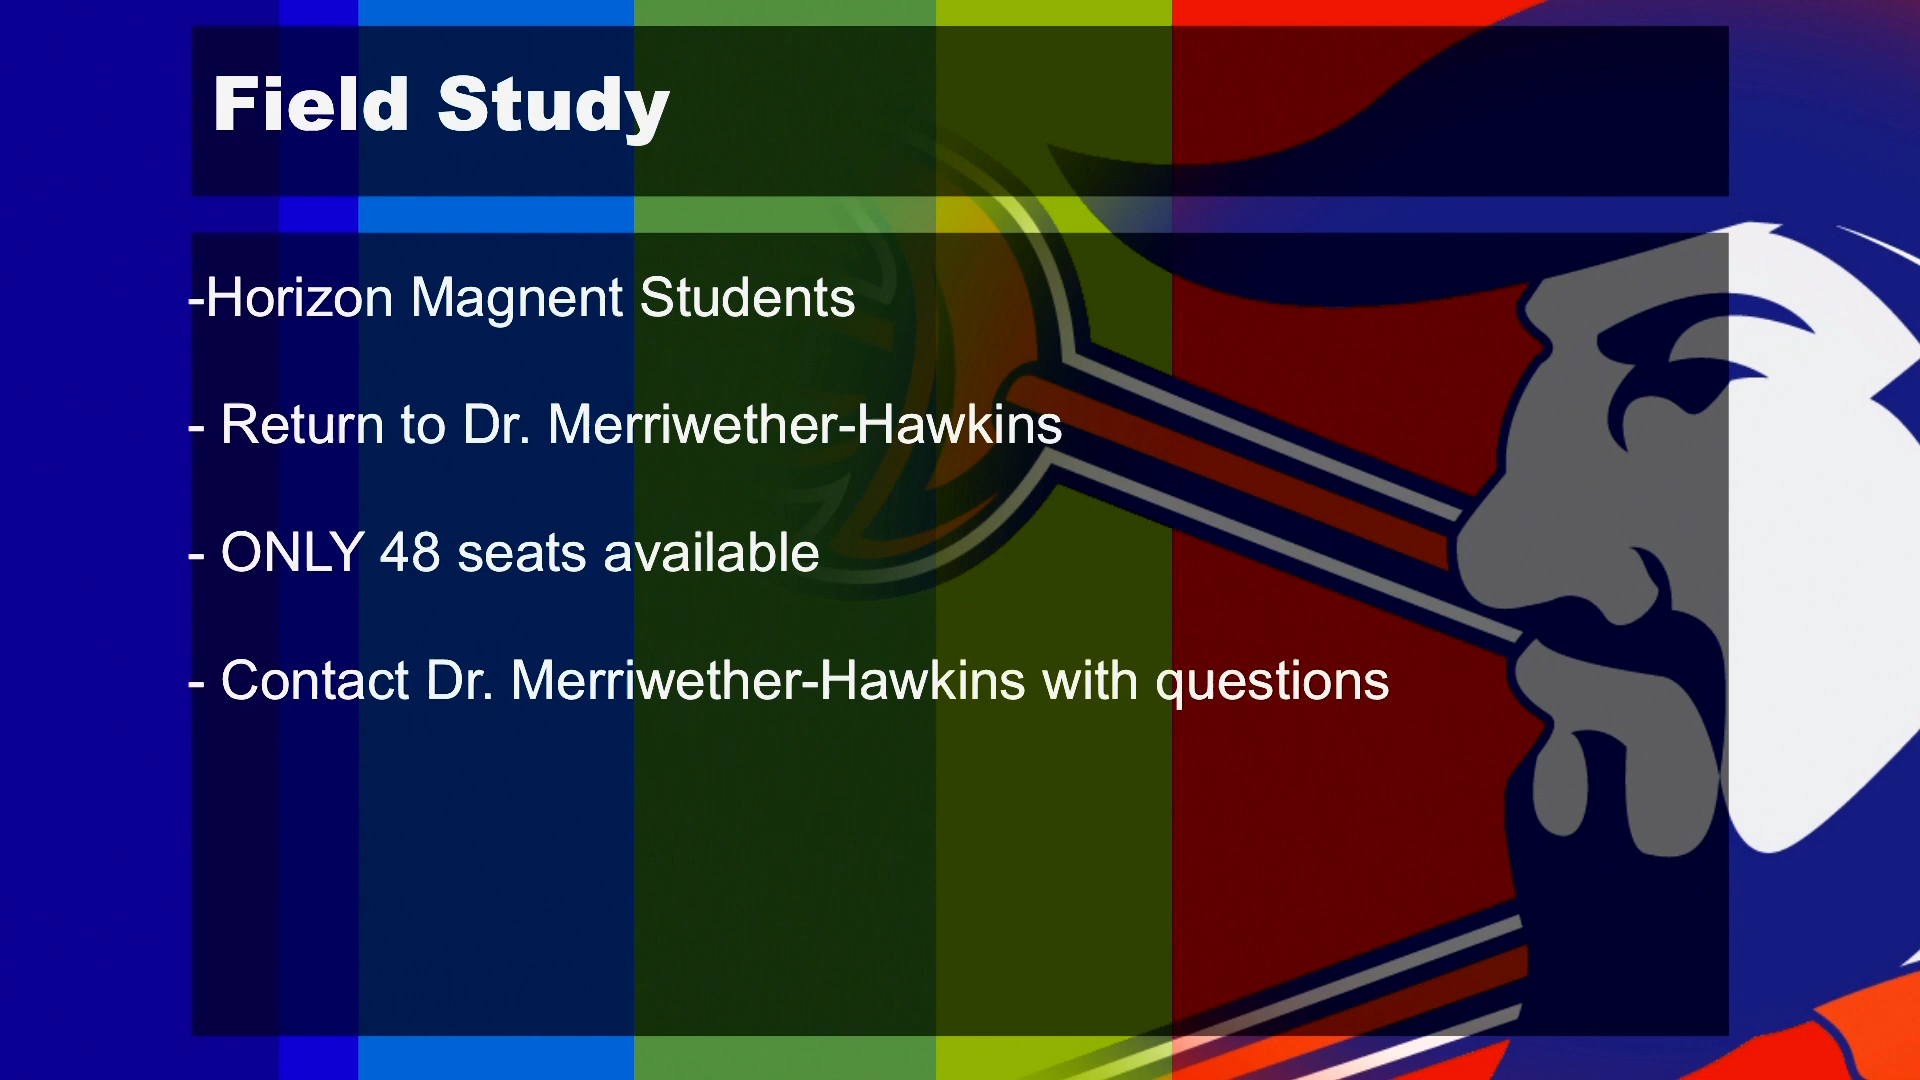 Field Study
-Horizon Magnent Students
- Return to Dr. Merriwether-Hawkins
- ONLY 48 seats available
- Contact Dr. Merriwether-Hawkins with questions